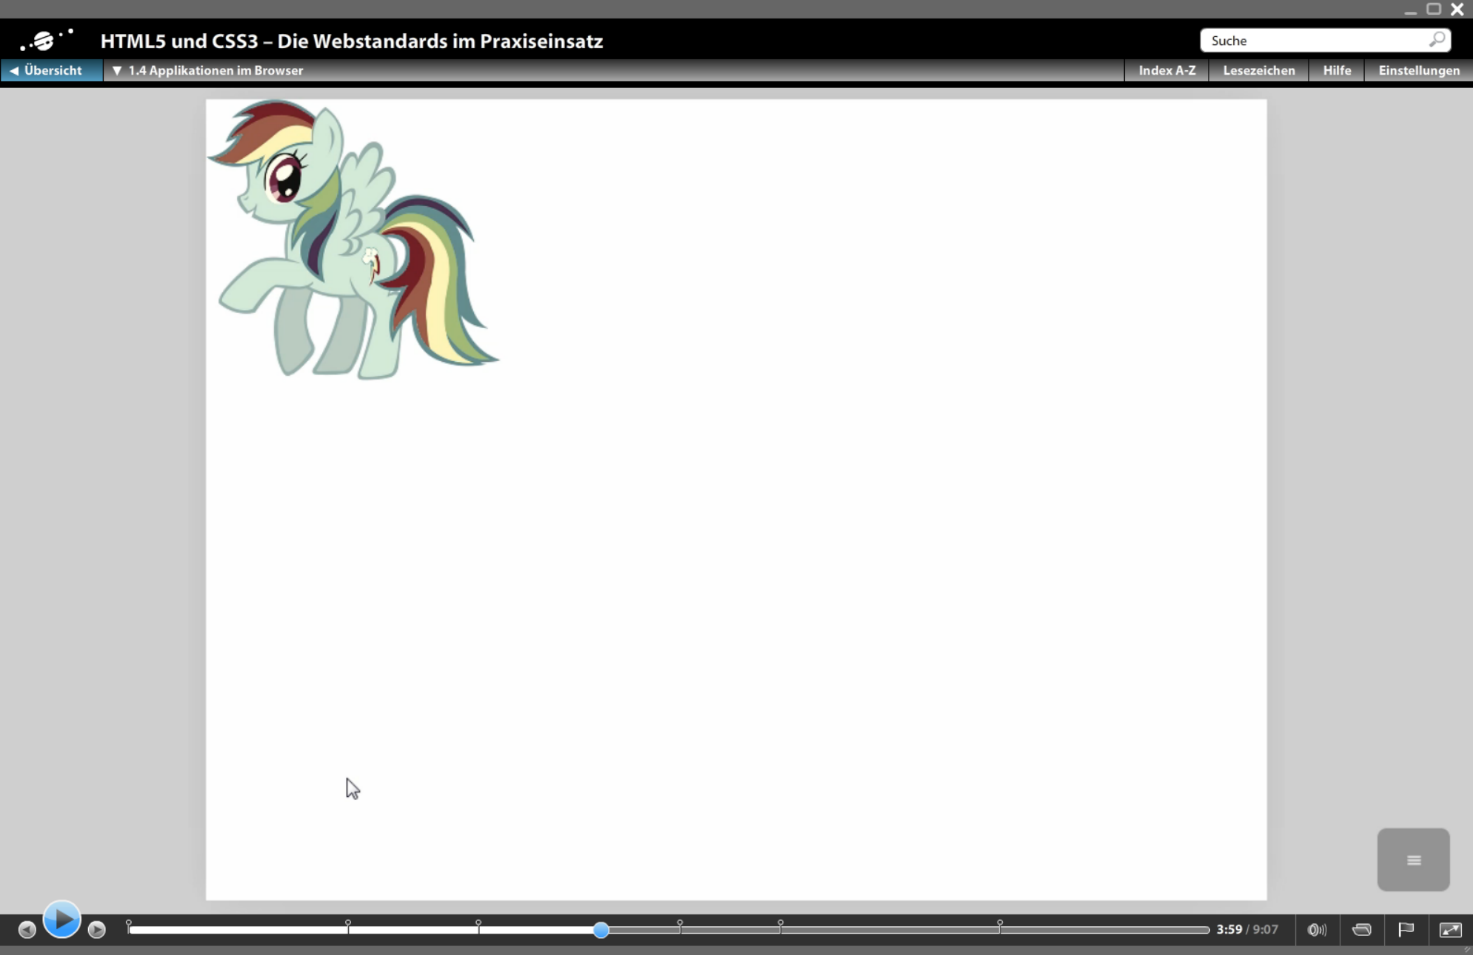 HTML5 und CSS3 – Die Webstandards im Praxiseinsatz
Suche
Übersicht
1.4 Applikationen im Browser
Index A-Z
Lesezeichen
Hilfe
Einstellungen
3:59 / 9:07